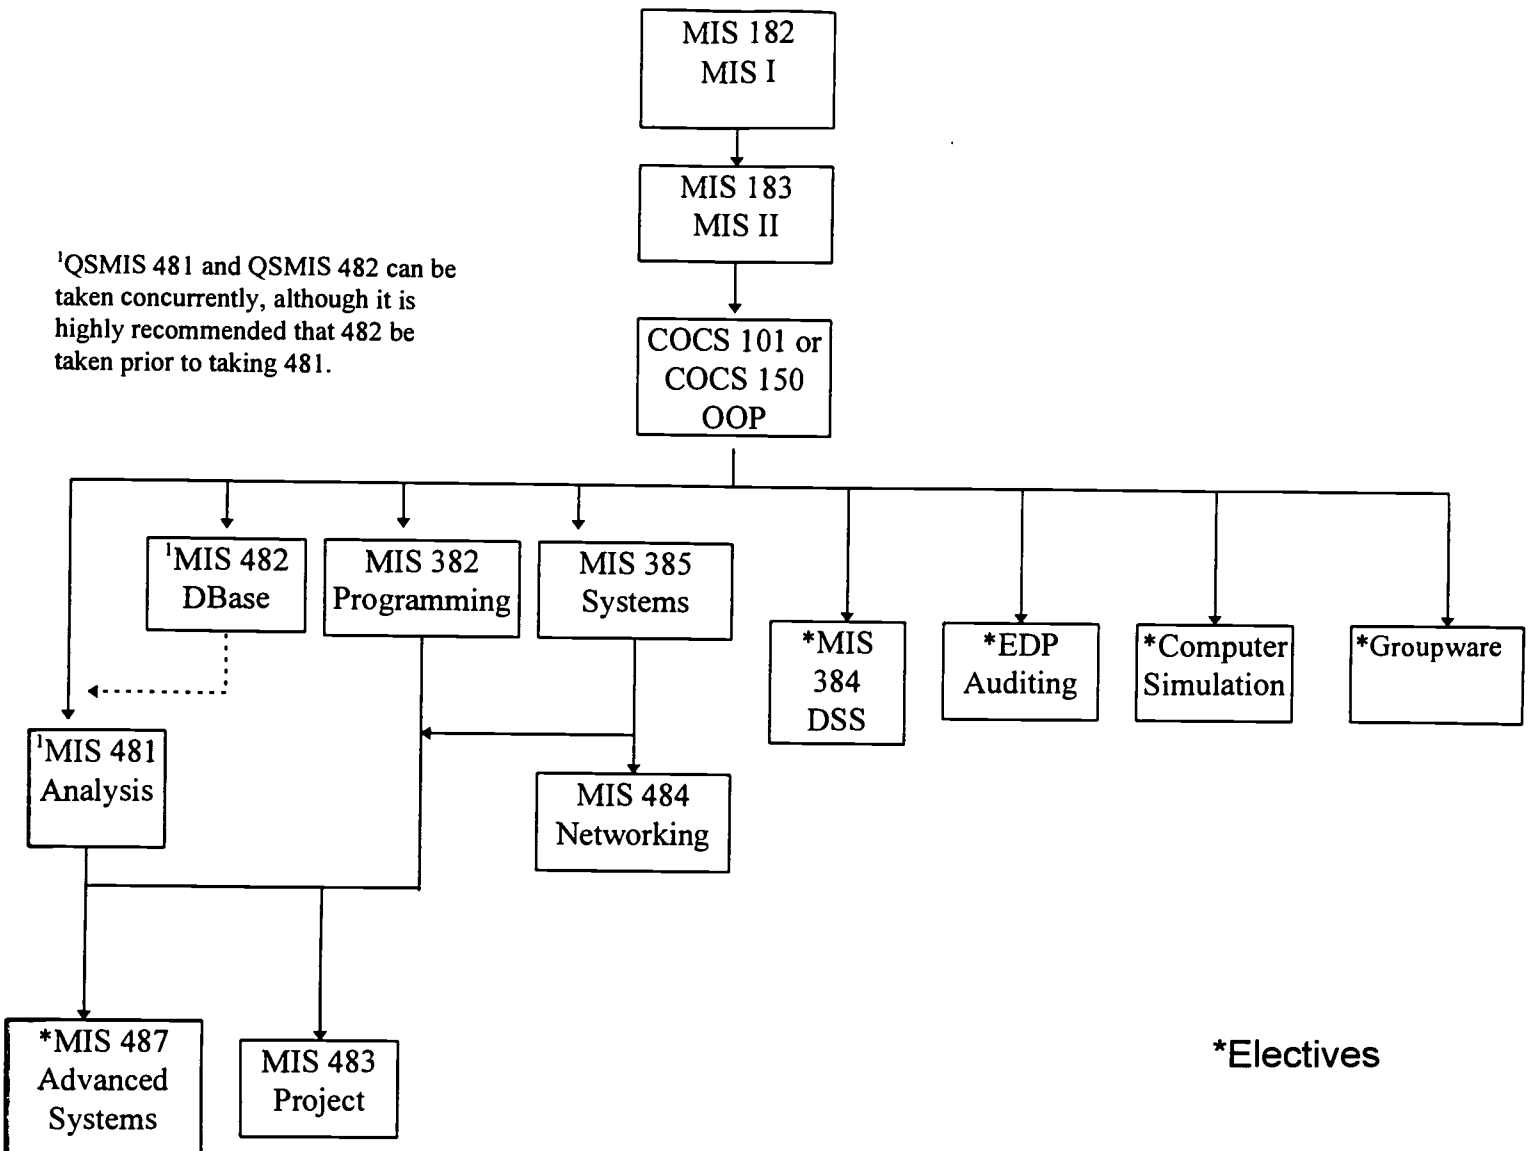 MIS 182
MIS I
MIS 183
MIS II
¹QSMIS 481 and QSMIS 482 can be
taken concurrently, although it is
highly recommended that 482 be
taken prior to taking 481.
COCS 101 or
COCS 150
OOP
¹MIS 482
DBase
MIS 382
Programming
MIS 385
Systems
*MIS
384
DSS
*EDP
Auditing
*Computer
Simulation
*Groupware
¹MIS 481
Analysis
MIS 484
Networking
*MIS 487
Advanced
Systems
MIS 483
Project
*Electives